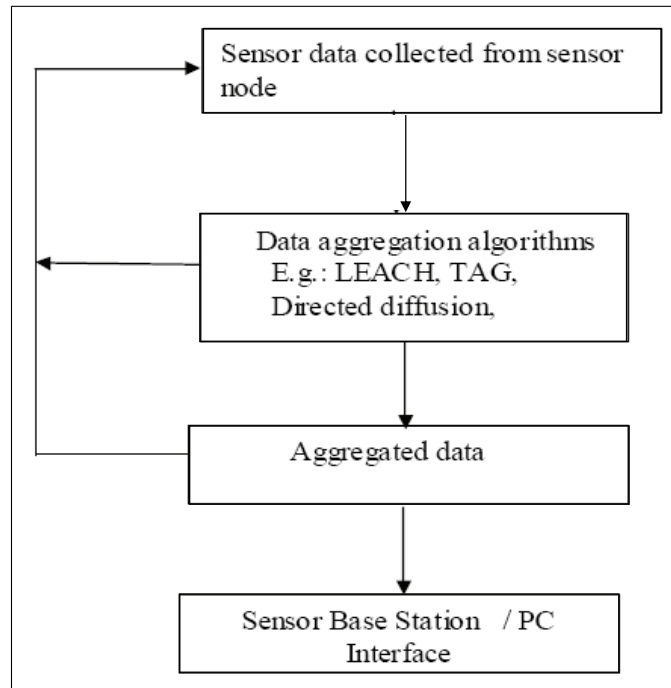 Sensor data collected from sensor
node
Data aggregation algorithms
E.g.: LEACH, TAG,
Directed diffusion,
Aggregated data
Sensor Base Station / PC
Interface